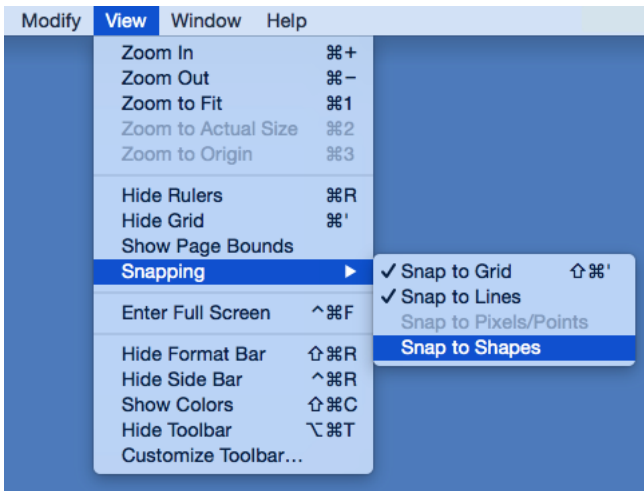 Modify View Window Help
Zoom In ⌘+
Zoom Out ⌘−
Zoom to Fit ⌘1
Zoom to Actual Size ⌘2
Zoom to Origin ⌘3
Hide Rulers ⌘R
Hide Grid ⌘'
Show Page Bounds
Snapping ▶
✓ Snap to Grid ⇧⌘'
✓ Snap to Lines
Snap to Pixels/Points
Snap to Shapes
Enter Full Screen ^⌘F
Hide Format Bar ⇧⌘R
Hide Side Bar ^⌘R
Show Colors ⇧⌘C
Hide Toolbar ⌥⌘T
Customize Toolbar…